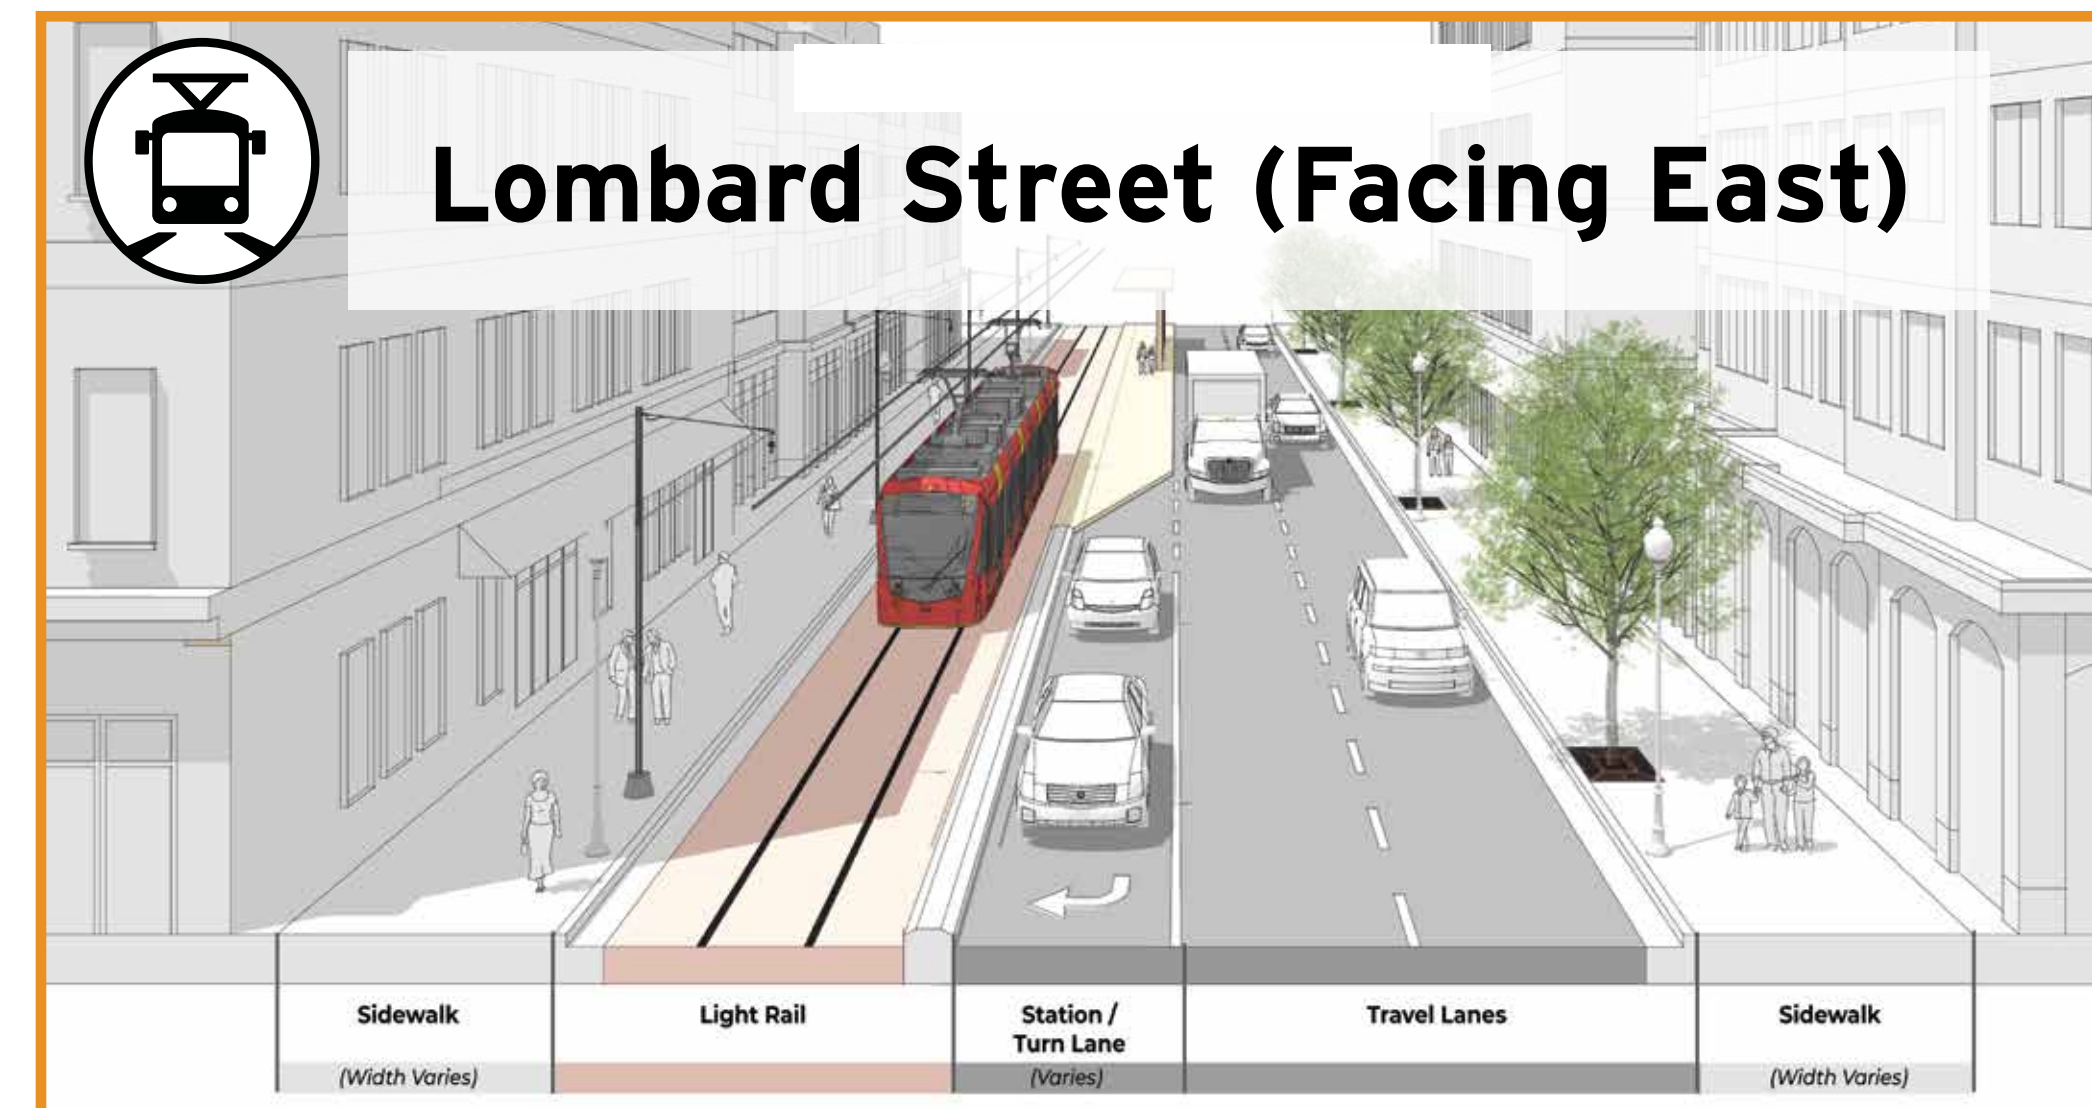 Lombard Street (Facing East)
Sidewalk
(Width Varies)
Light Rail
Station /
Turn Lane
(Varies)
Travel Lanes
Sidewalk
(Width Varies)